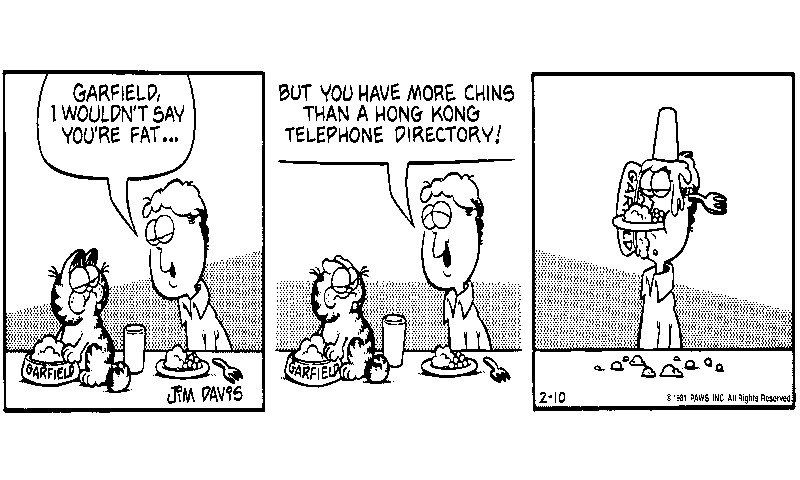 GARFIELD,
I WOULDN'T SAY
YOU'RE FAT...
GARFIELD
JIM DAVIS
BUT YOU HAVE MORE CHINS
THAN A HONG KONG
TELEPHONE DIRECTORY!
GARFIELD
GARFIELD
2-10
© 1981 PAWS INC. All Rights Reserved.